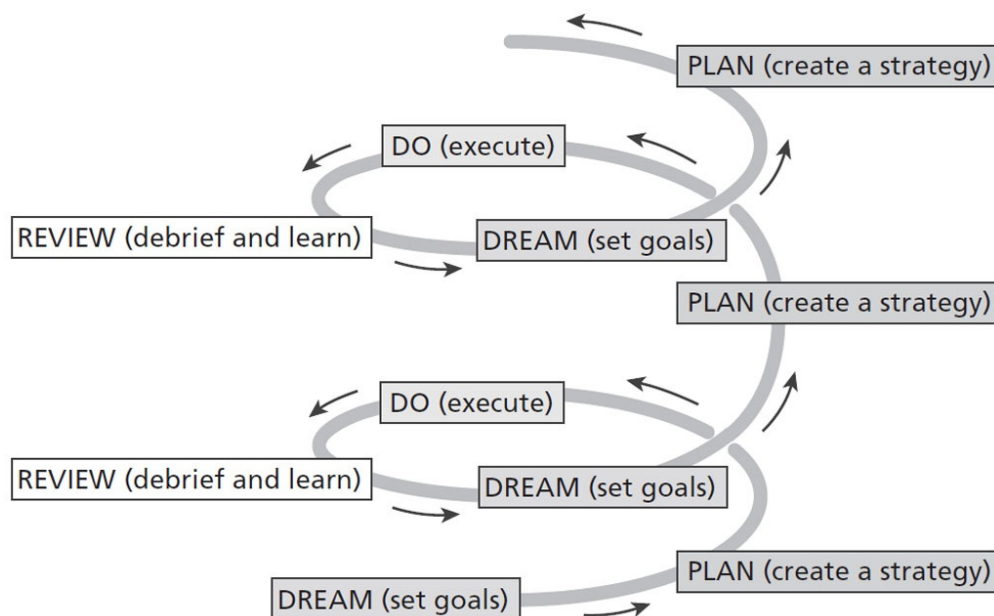 PLAN (create a strategy)
DO (execute)
REVIEW (debrief and learn)
DREAM (set goals)
PLAN (create a strategy)
DO (execute)
REVIEW (debrief and learn)
DREAM (set goals)
PLAN (create a strategy)
DREAM (set goals)